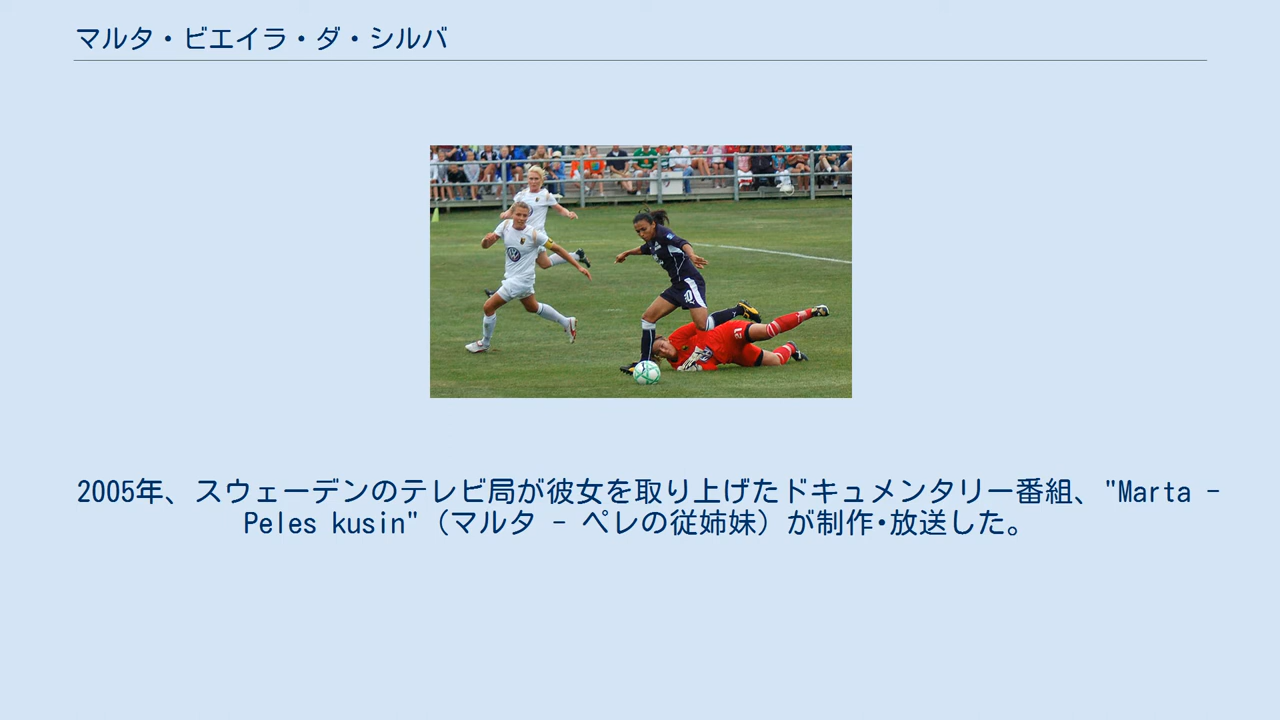 マルタ・ビエイラ・ダ・シルバ
2005年、スウェーデンのテレビ局が彼女を取り上げたドキュメンタリー番組、"Marta -
Peles kusin"（マルタ - ペレの従姉妹）が制作･放送した。